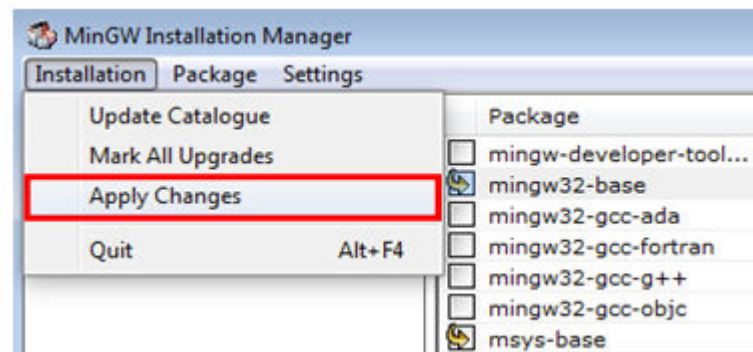 MinGW Installation Manager
Installation Package Settings
Update Catalogue
Mark All Upgrades
Apply Changes
Quit Alt+F4
Package
mingw-developer-tool...
mingw32-base
mingw32-gcc-ada
mingw32-gcc-fortran
mingw32-gcc-g++
mingw32-gcc-objc
msys-base